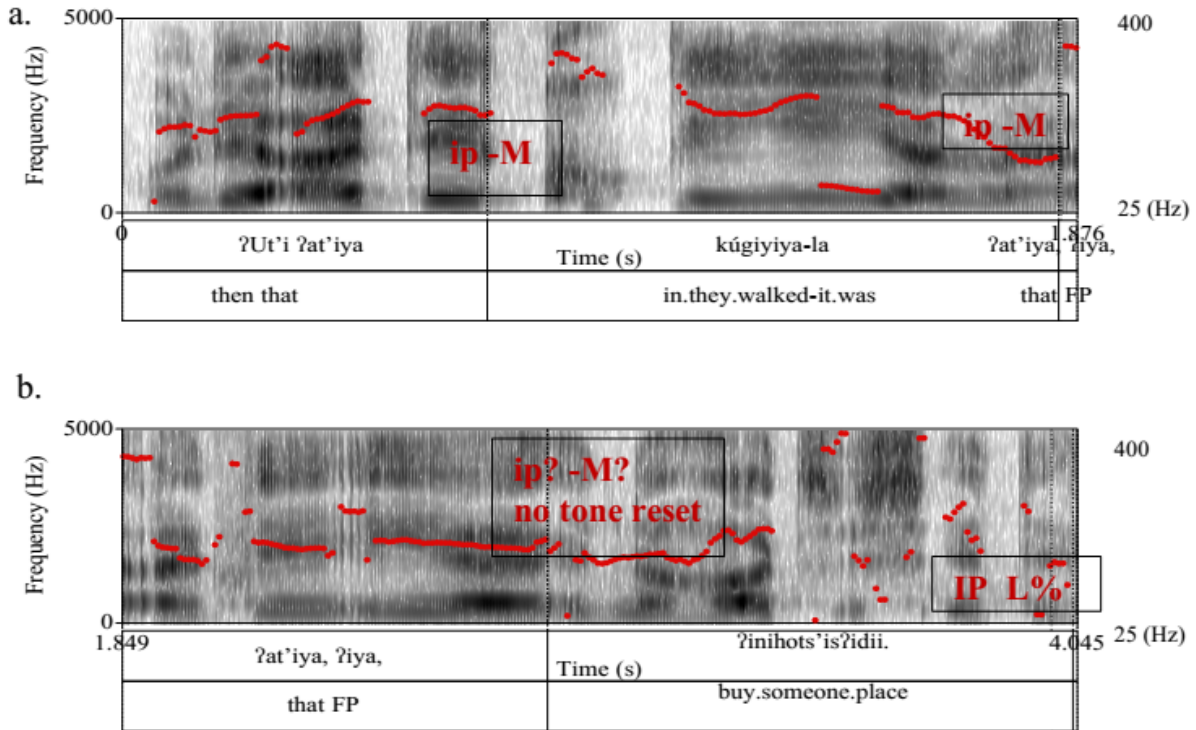 a.
5000
400
Frequency (Hz)
ip -M
ip -M
0
25 (Hz)
0
1.876
ʔUt’i ʔat’iya
Time (s)
kúgiyiya-la
ʔat’iya, ʔiya,
then that
in.they.walked-it.was
that FP
b.
5000
400
Frequency (Hz)
ip? -M?
no tone reset
IP L%
0
25 (Hz)
1.849
4.045
ʔat’iya, ʔiya,
Time (s)
ʔinihots’isʔidii.
that FP
buy.someone.place